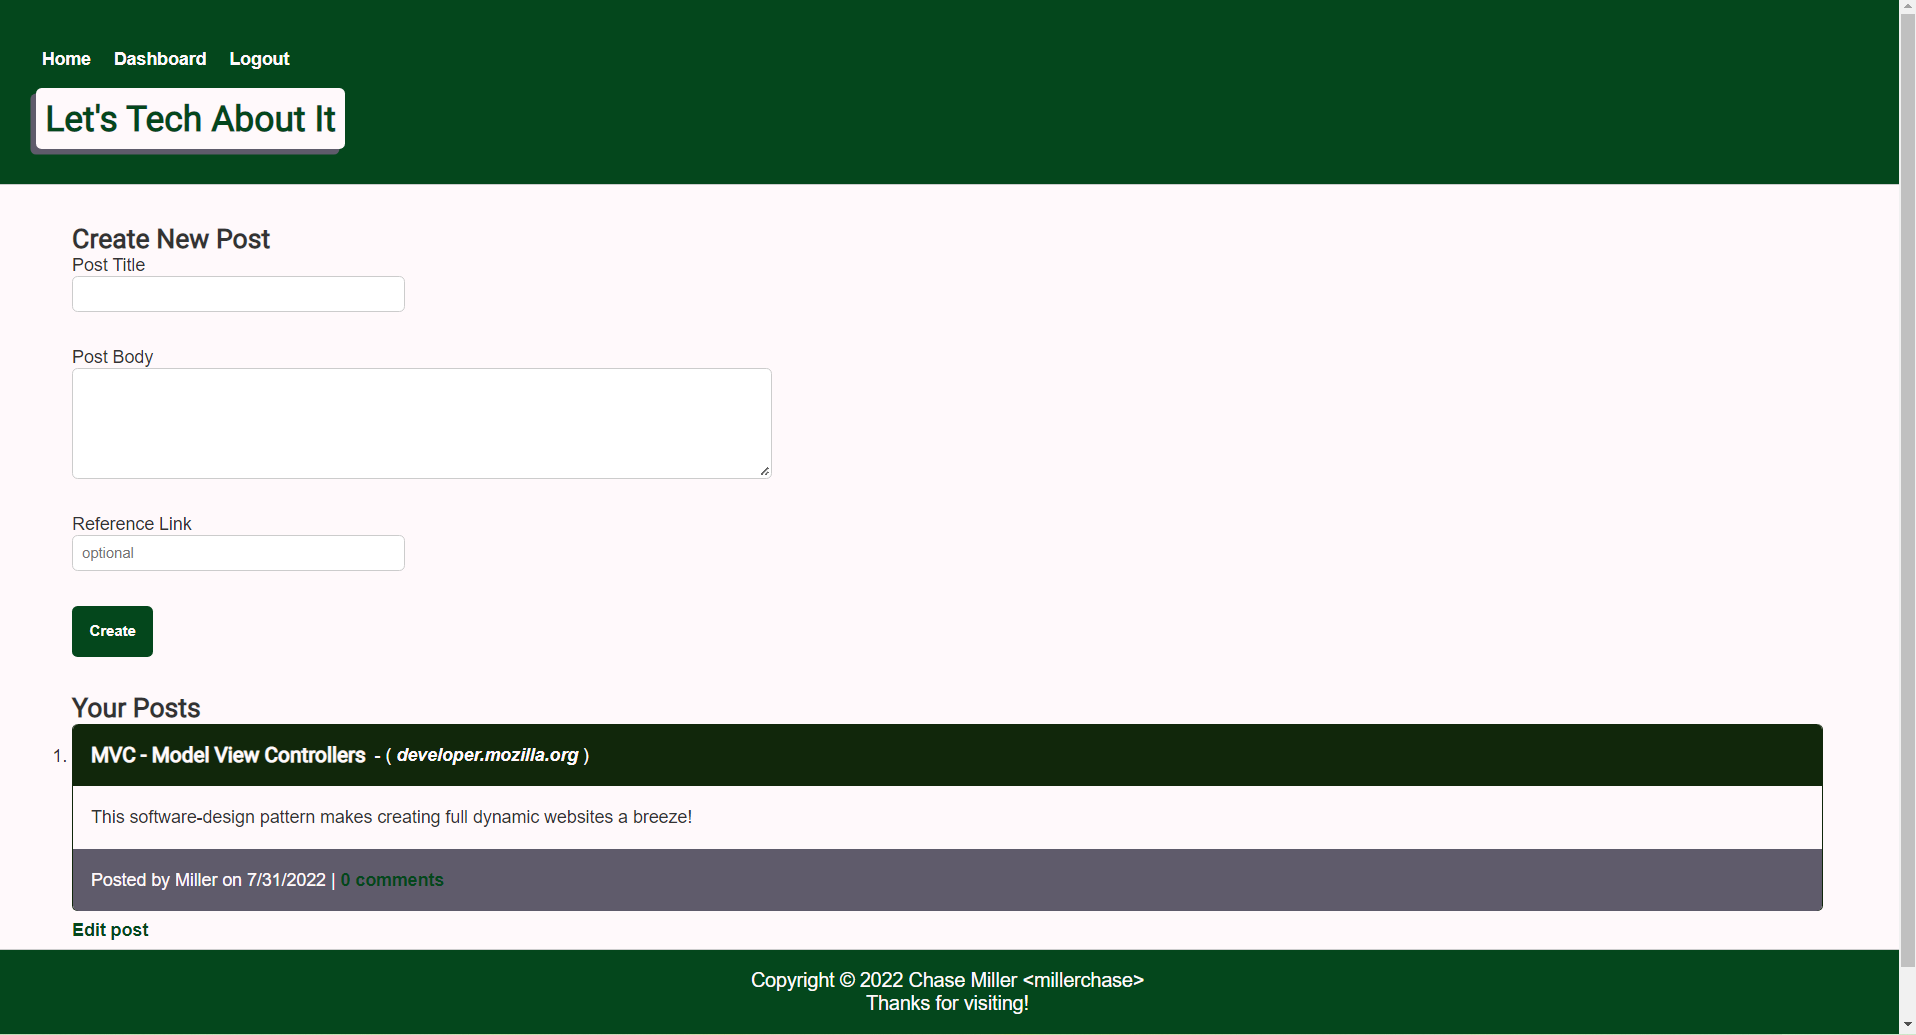 Home Dashboard Logout
Let's Tech About It
Create New Post
Post Title
Post Body
Reference Link
optional
Create
Your Posts
1. MVC - Model View Controllers - ( developer.mozilla.org )
This software-design pattern makes creating full dynamic websites a breeze!
Posted by Miller on 7/31/2022 | 0 comments
Edit post
Copyright © 2022 Chase Miller <millerchase>
Thanks for visiting!